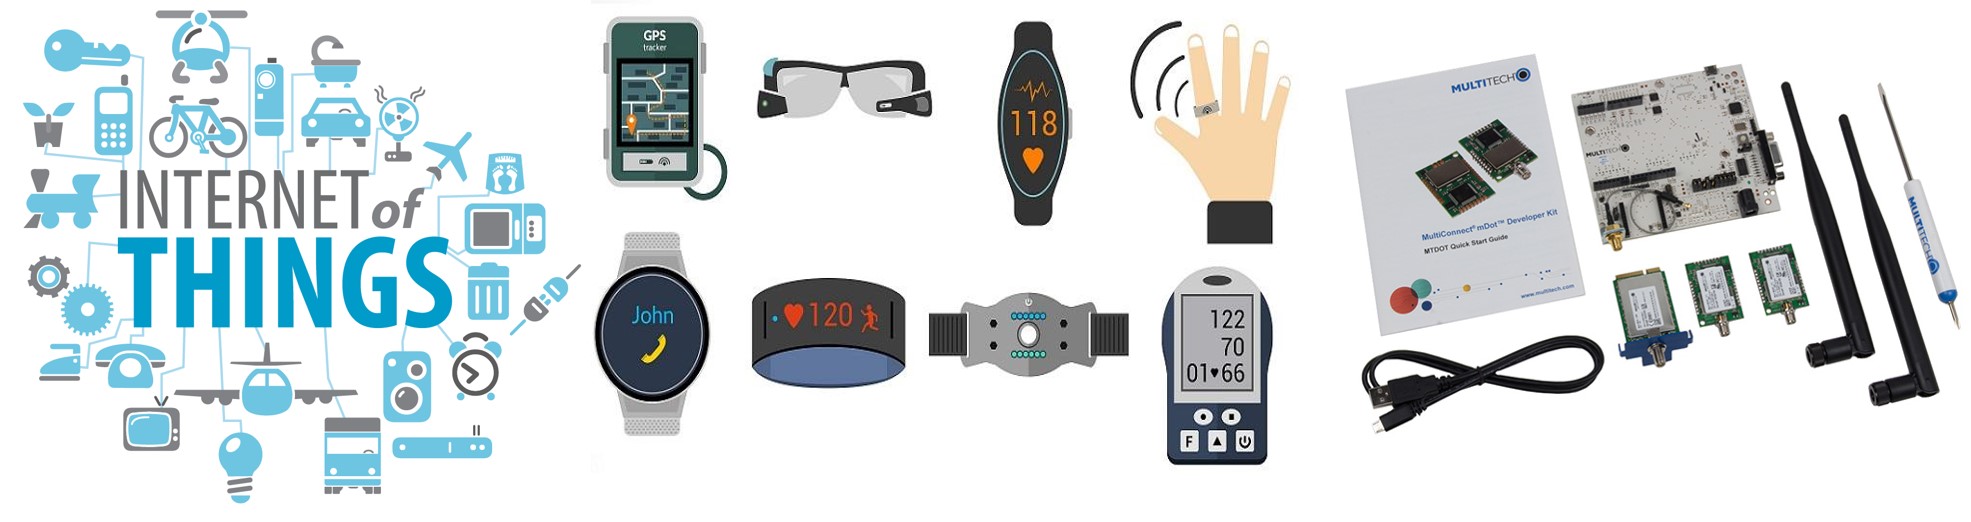 INTERNET of
THINGS
GPS
tracker
118
John
120
122
70
01♥66
F
MULTITECH
MultiConnect® mDot™ Developer Kit
MTDOT Quick Start Guide
www.multitech.com
MULTITECH
MULTITECH